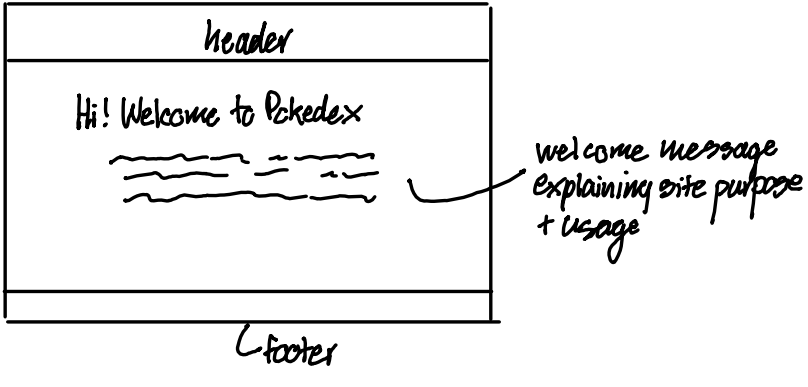 header
Hi! Welcome to Pokedex
welcome message
explaining site purpose
+ usage
footer